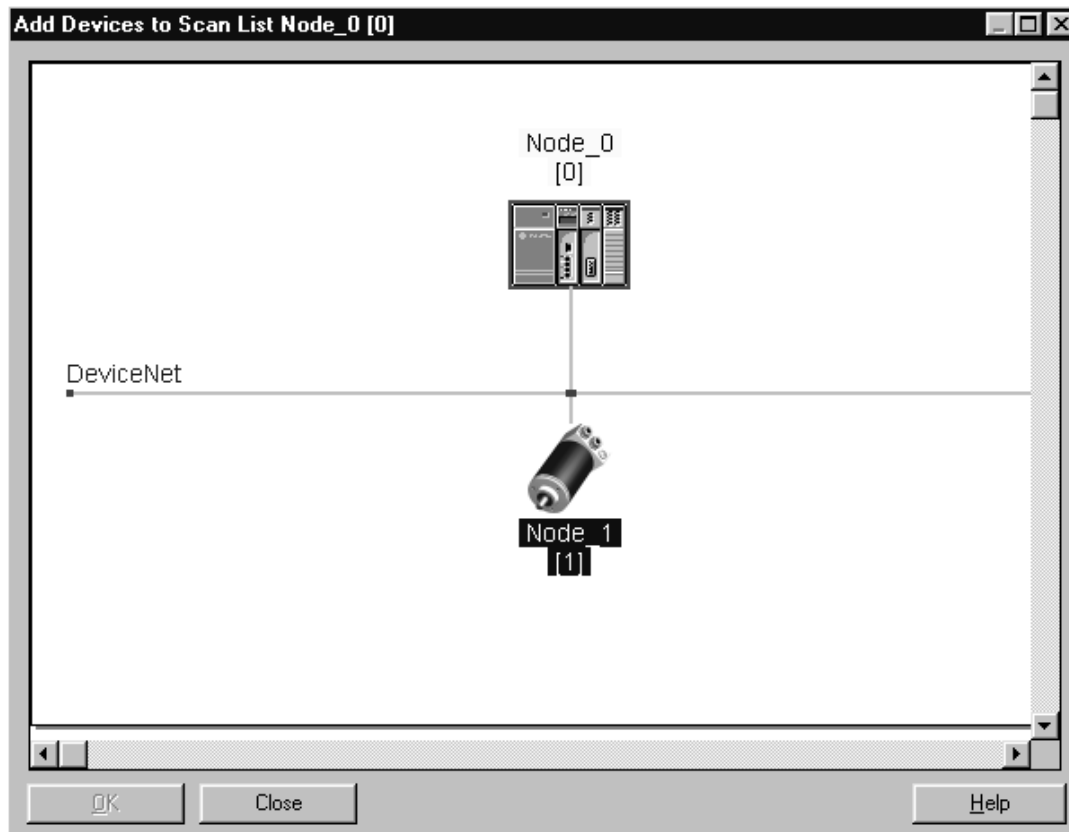 Add Devices to Scan List Node_0 [0]
Node_0
[0]
DeviceNet
Node_1
[1]
OK
Close
Help